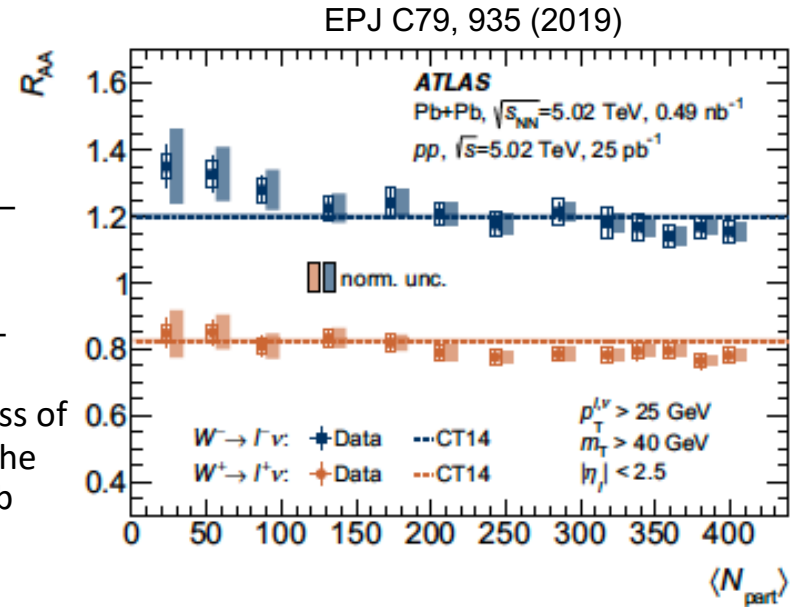 EPJ C79, 935 (2019)
R_AA
1.6
ATLAS
Pb+Pb, √s_NN=5.02 TeV, 0.49 nb⁻¹
1.4
pp, √s=5.02 TeV, 25 pb⁻¹
1.2
1
norm. unc.
0.8
ss of
he
0.6
p_T^{l,ν} > 25 GeV
W⁻→ l⁻ν: Data CT14
m_T > 40 GeV
W⁺→ l⁺ν: Data CT14
|η_l| < 2.5
0.4
0 50 100 150 200 250 300 350 400
⟨N_part⟩